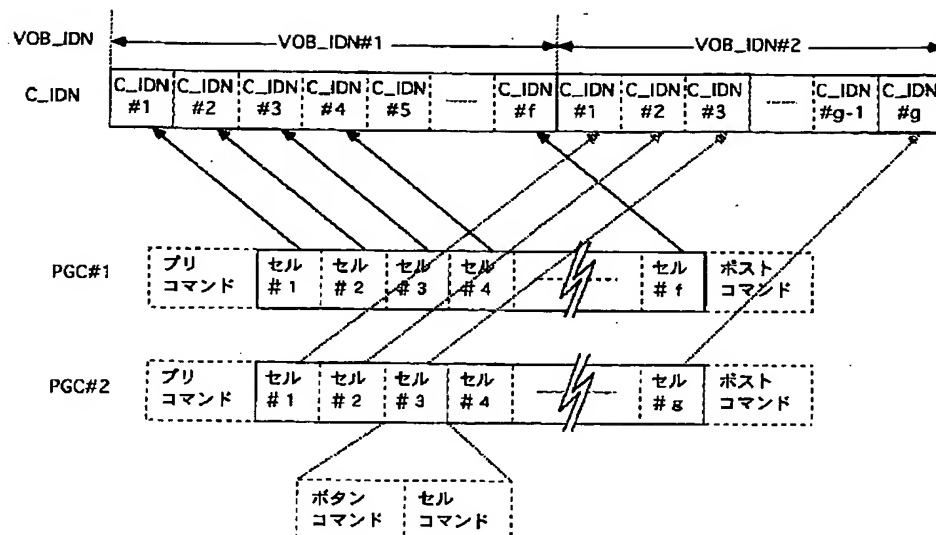 VOB_IDN VOB_IDN#1 VOB_IDN#2
C_IDN C_IDN #1 C_IDN #2 C_IDN #3 C_IDN #4 C_IDN #5 C_IDN #f C_IDN #1 C_IDN #2 C_IDN #3 C_IDN #g-1 C_IDN #g
PGC#1 プリ コマンド セル #1 セル #2 セル #3 セル #4 セル #f ポスト コマンド
PGC#2 プリ コマンド セル #1 セル #2 セル #3 セル #4 セル #g ポスト コマンド
ボタン コマンド セル コマンド